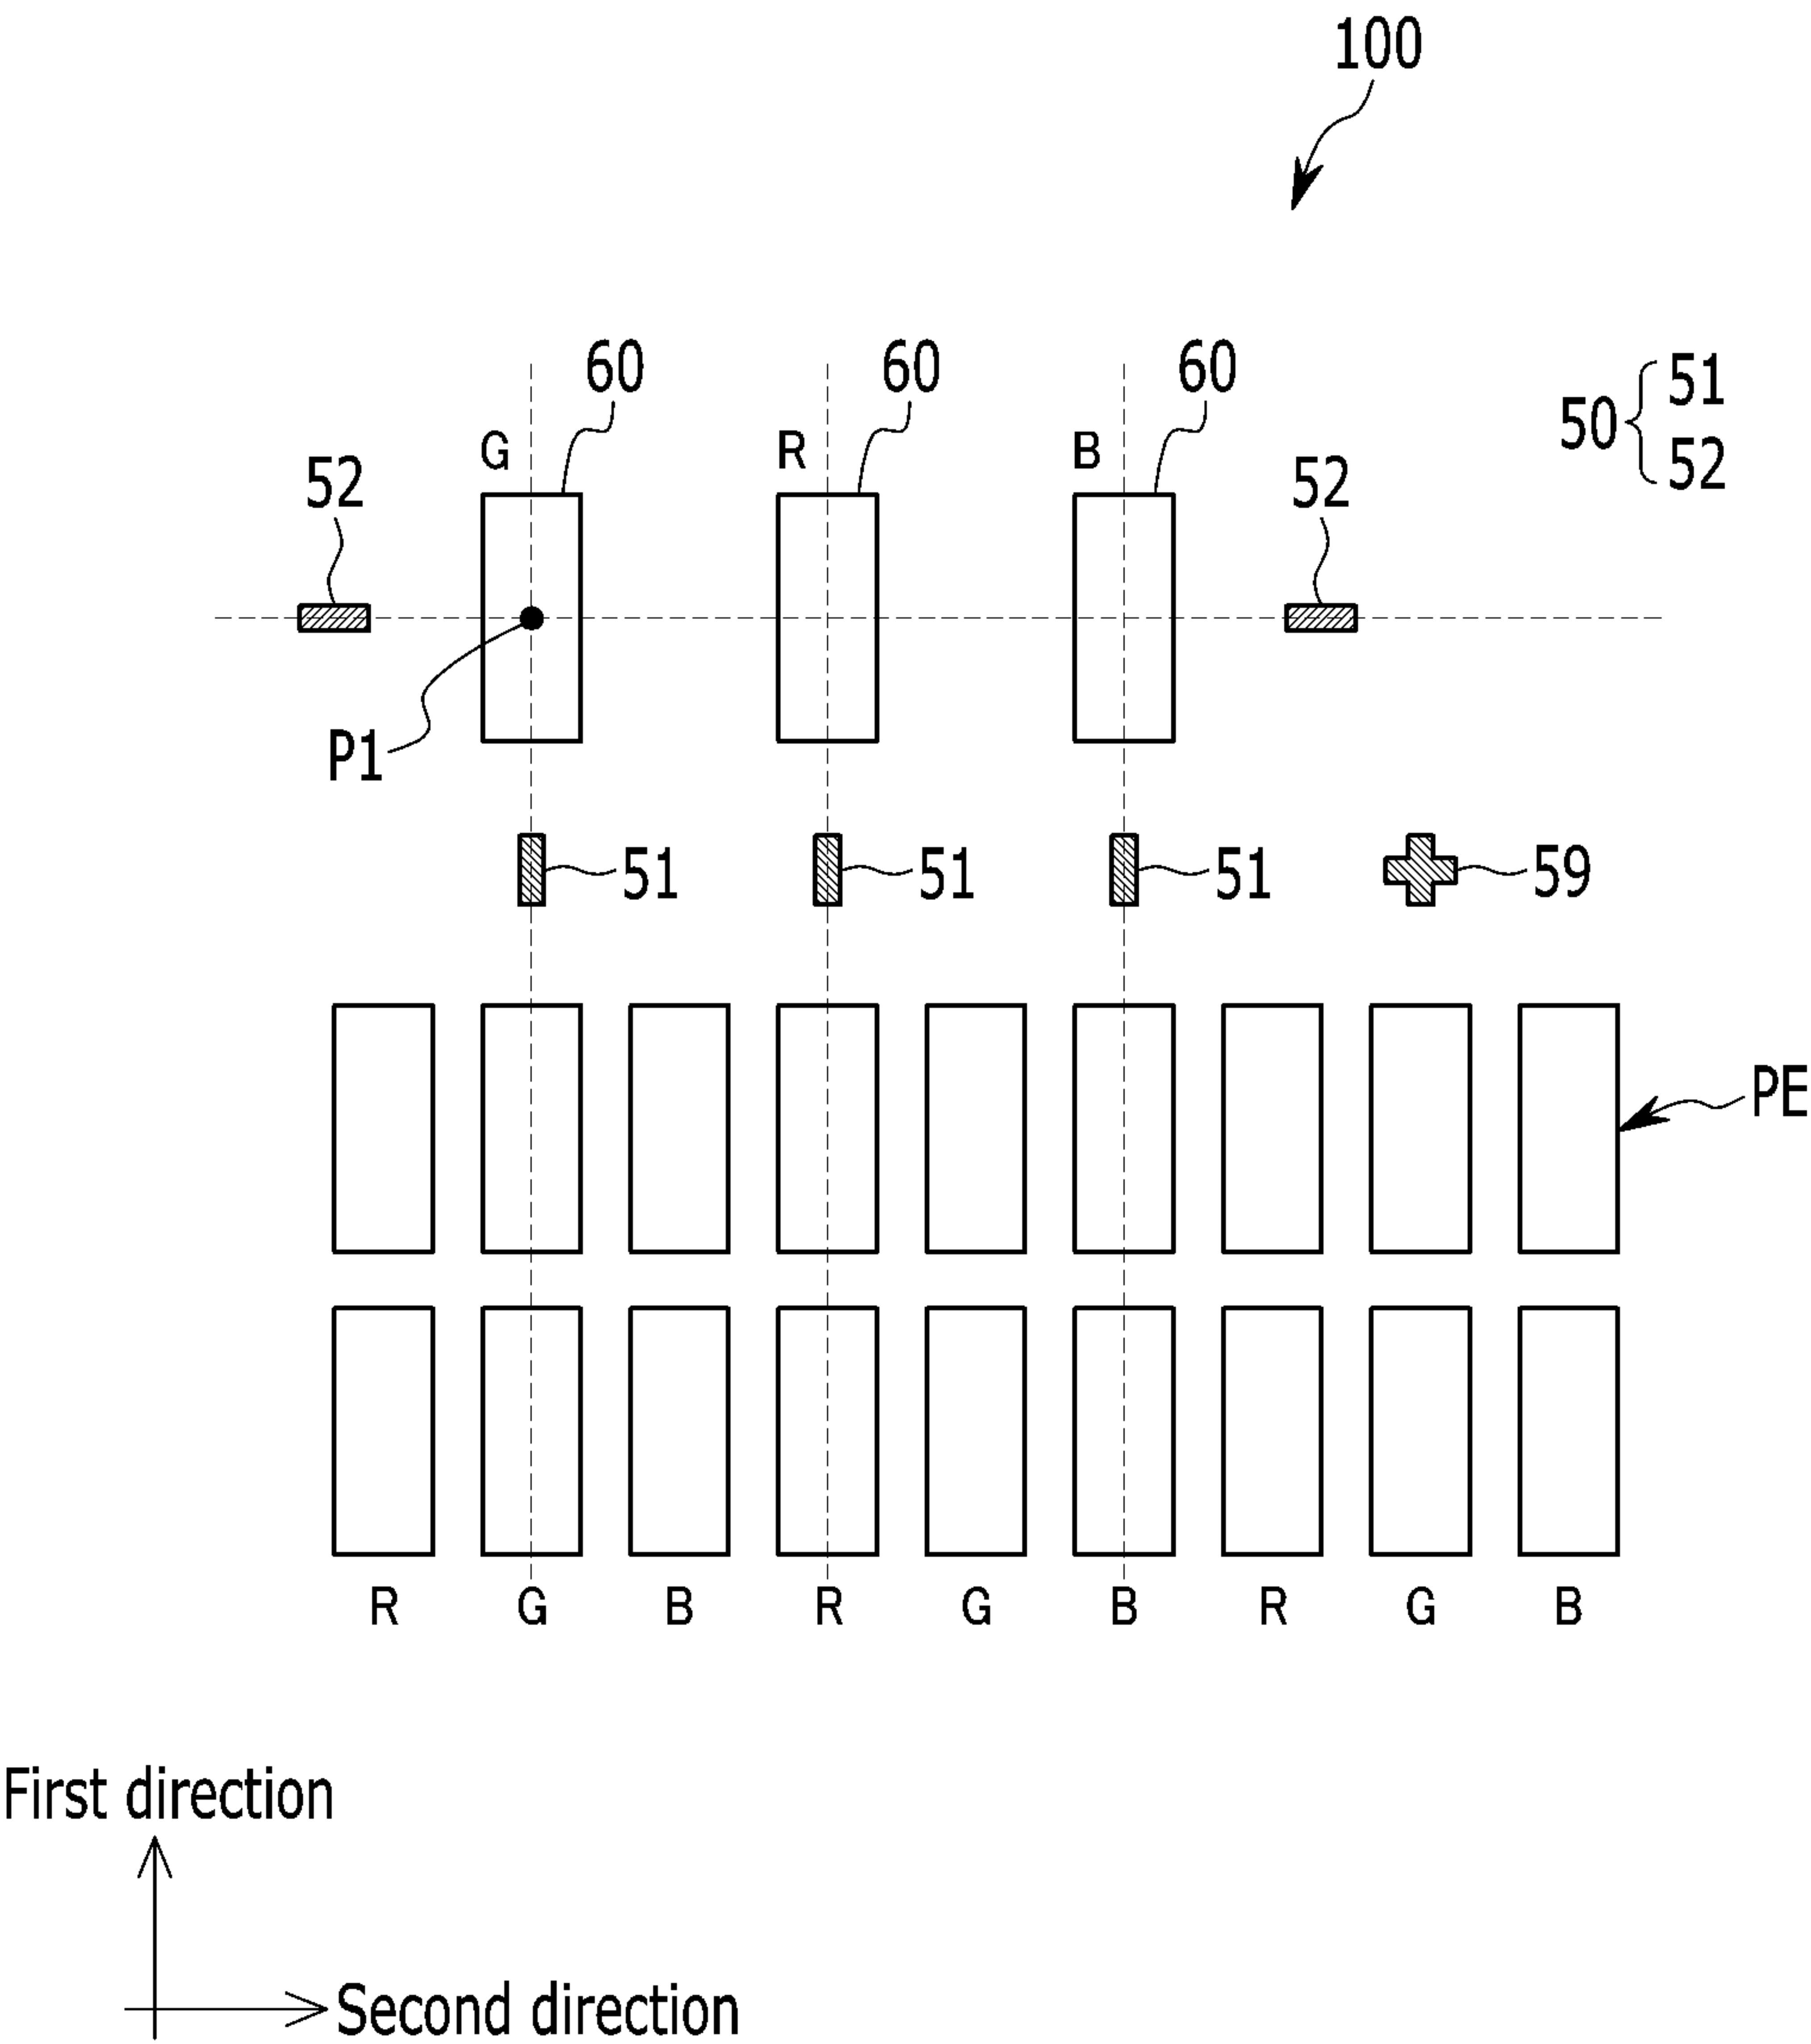 100
60 60 60 51
50
G R B 52
52 52
P1
51 51 51 59
PE
R G B R G B R G B
First direction
Second direction